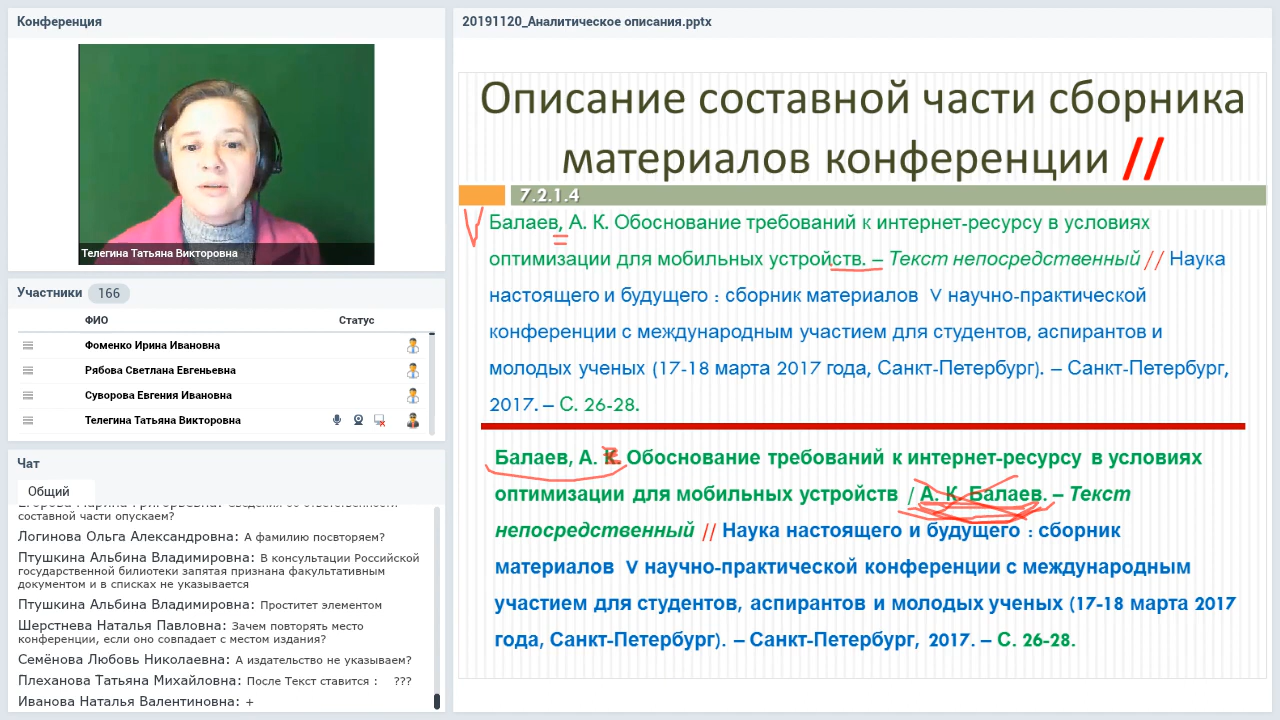 Конференция
Телегина Татьяна Викторовна
Участники 166
ФИО Статус
Фоменко Ирина Ивановна
Рябова Светлана Евгеньевна
Суворова Евгения Ивановна
Телегина Татьяна Викторовна
Чат
Общий
составной части опускаем?
Логинова Ольга Александровна: А фамилию повторяем?
Птушкина Альбина Владимировна: В консультации Российской
государственной билиотеки запятая признана факультативным
документом и в списках не указывается
Птушкина Альбина Владимировна: Проститет элементом
Шерстнева Наталья Павловна: Зачем повторять место
конференции, если оно совпадает с местом издания?
Семёнова Любовь Николаевна: А издательство не указываем?
Плеханова Татьяна Михайловна: После Текст ставится : ???
Иванова Наталья Валентиновна: +
20191120_Аналитическое описания.pptx
Описание составной части сборника
материалов конференции //
7.2.1.4
Балаев, А. К. Обоснование требований к интернет-ресурсу в условиях
оптимизации для мобильных устройств. – Текст непосредственный // Наука
настоящего и будущего : сборник материалов V научно-практической
конференции с международным участием для студентов, аспирантов и
молодых ученых (17-18 марта 2017 года, Санкт-Петербург). – Санкт-Петербург,
2017. – С. 26-28.
Балаев, А. К. Обоснование требований к интернет-ресурсу в условиях
оптимизации для мобильных устройств / А. К. Балаев. – Текст
непосредственный // Наука настоящего и будущего : сборник
материалов V научно-практической конференции с международным
участием для студентов, аспирантов и молодых ученых (17-18 марта 2017
года, Санкт-Петербург). – Санкт-Петербург, 2017. – С. 26-28.